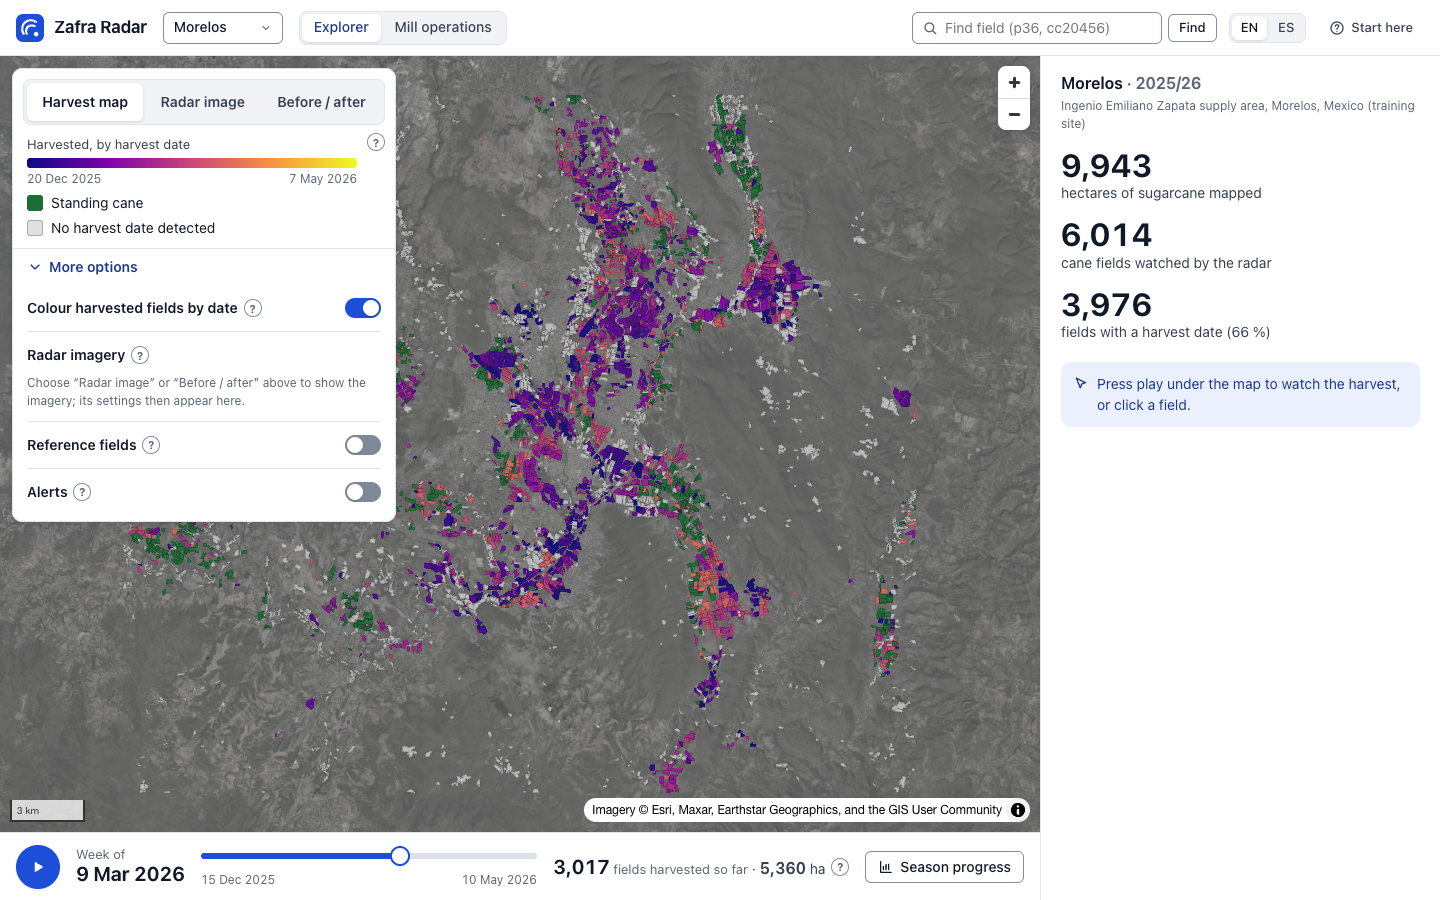 Zafra Radar
Morelos
Explorer
Mill operations
Find field (p36, cc20456)
Find
EN
ES
Start here
Harvest map
Radar image
Before / after
Harvested, by harvest date
20 Dec 2025
7 May 2026
Standing cane
No harvest date detected
More options
Colour harvested fields by date
Radar imagery
Choose “Radar image” or “Before / after” above to show the
imagery; its settings then appear here.
Reference fields
Alerts
3 km
Imagery © Esri, Maxar, Earthstar Geographics, and the GIS User Community
Week of
9 Mar 2026
15 Dec 2025
10 May 2026
3,017 fields harvested so far · 5,360 ha
Season progress
Morelos · 2025/26
Ingenio Emiliano Zapata supply area, Morelos, Mexico (training
site)
9,943
hectares of sugarcane mapped
6,014
cane fields watched by the radar
3,976
fields with a harvest date (66 %)
Press play under the map to watch the harvest,
or click a field.